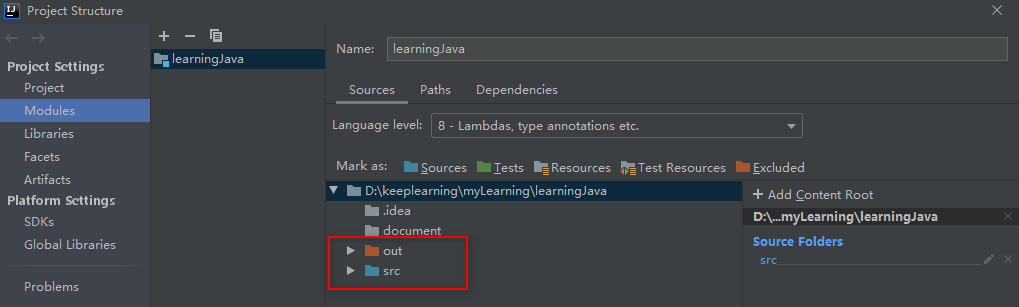 Project Structure
Project Settings
Project
Modules
Libraries
Facets
Artifacts
Platform Settings
SDKs
Global Libraries
Problems
learningJava
Name: learningJava
Sources Paths Dependencies
Language level: 8 - Lambdas, type annotations etc.
Mark as: Sources Tests Resources Test Resources Excluded
D:\keeplearning\myLearning\learningJava
.idea
document
out
src
+ Add Content Root
D:\...myLearning\learningJava
Source Folders
src